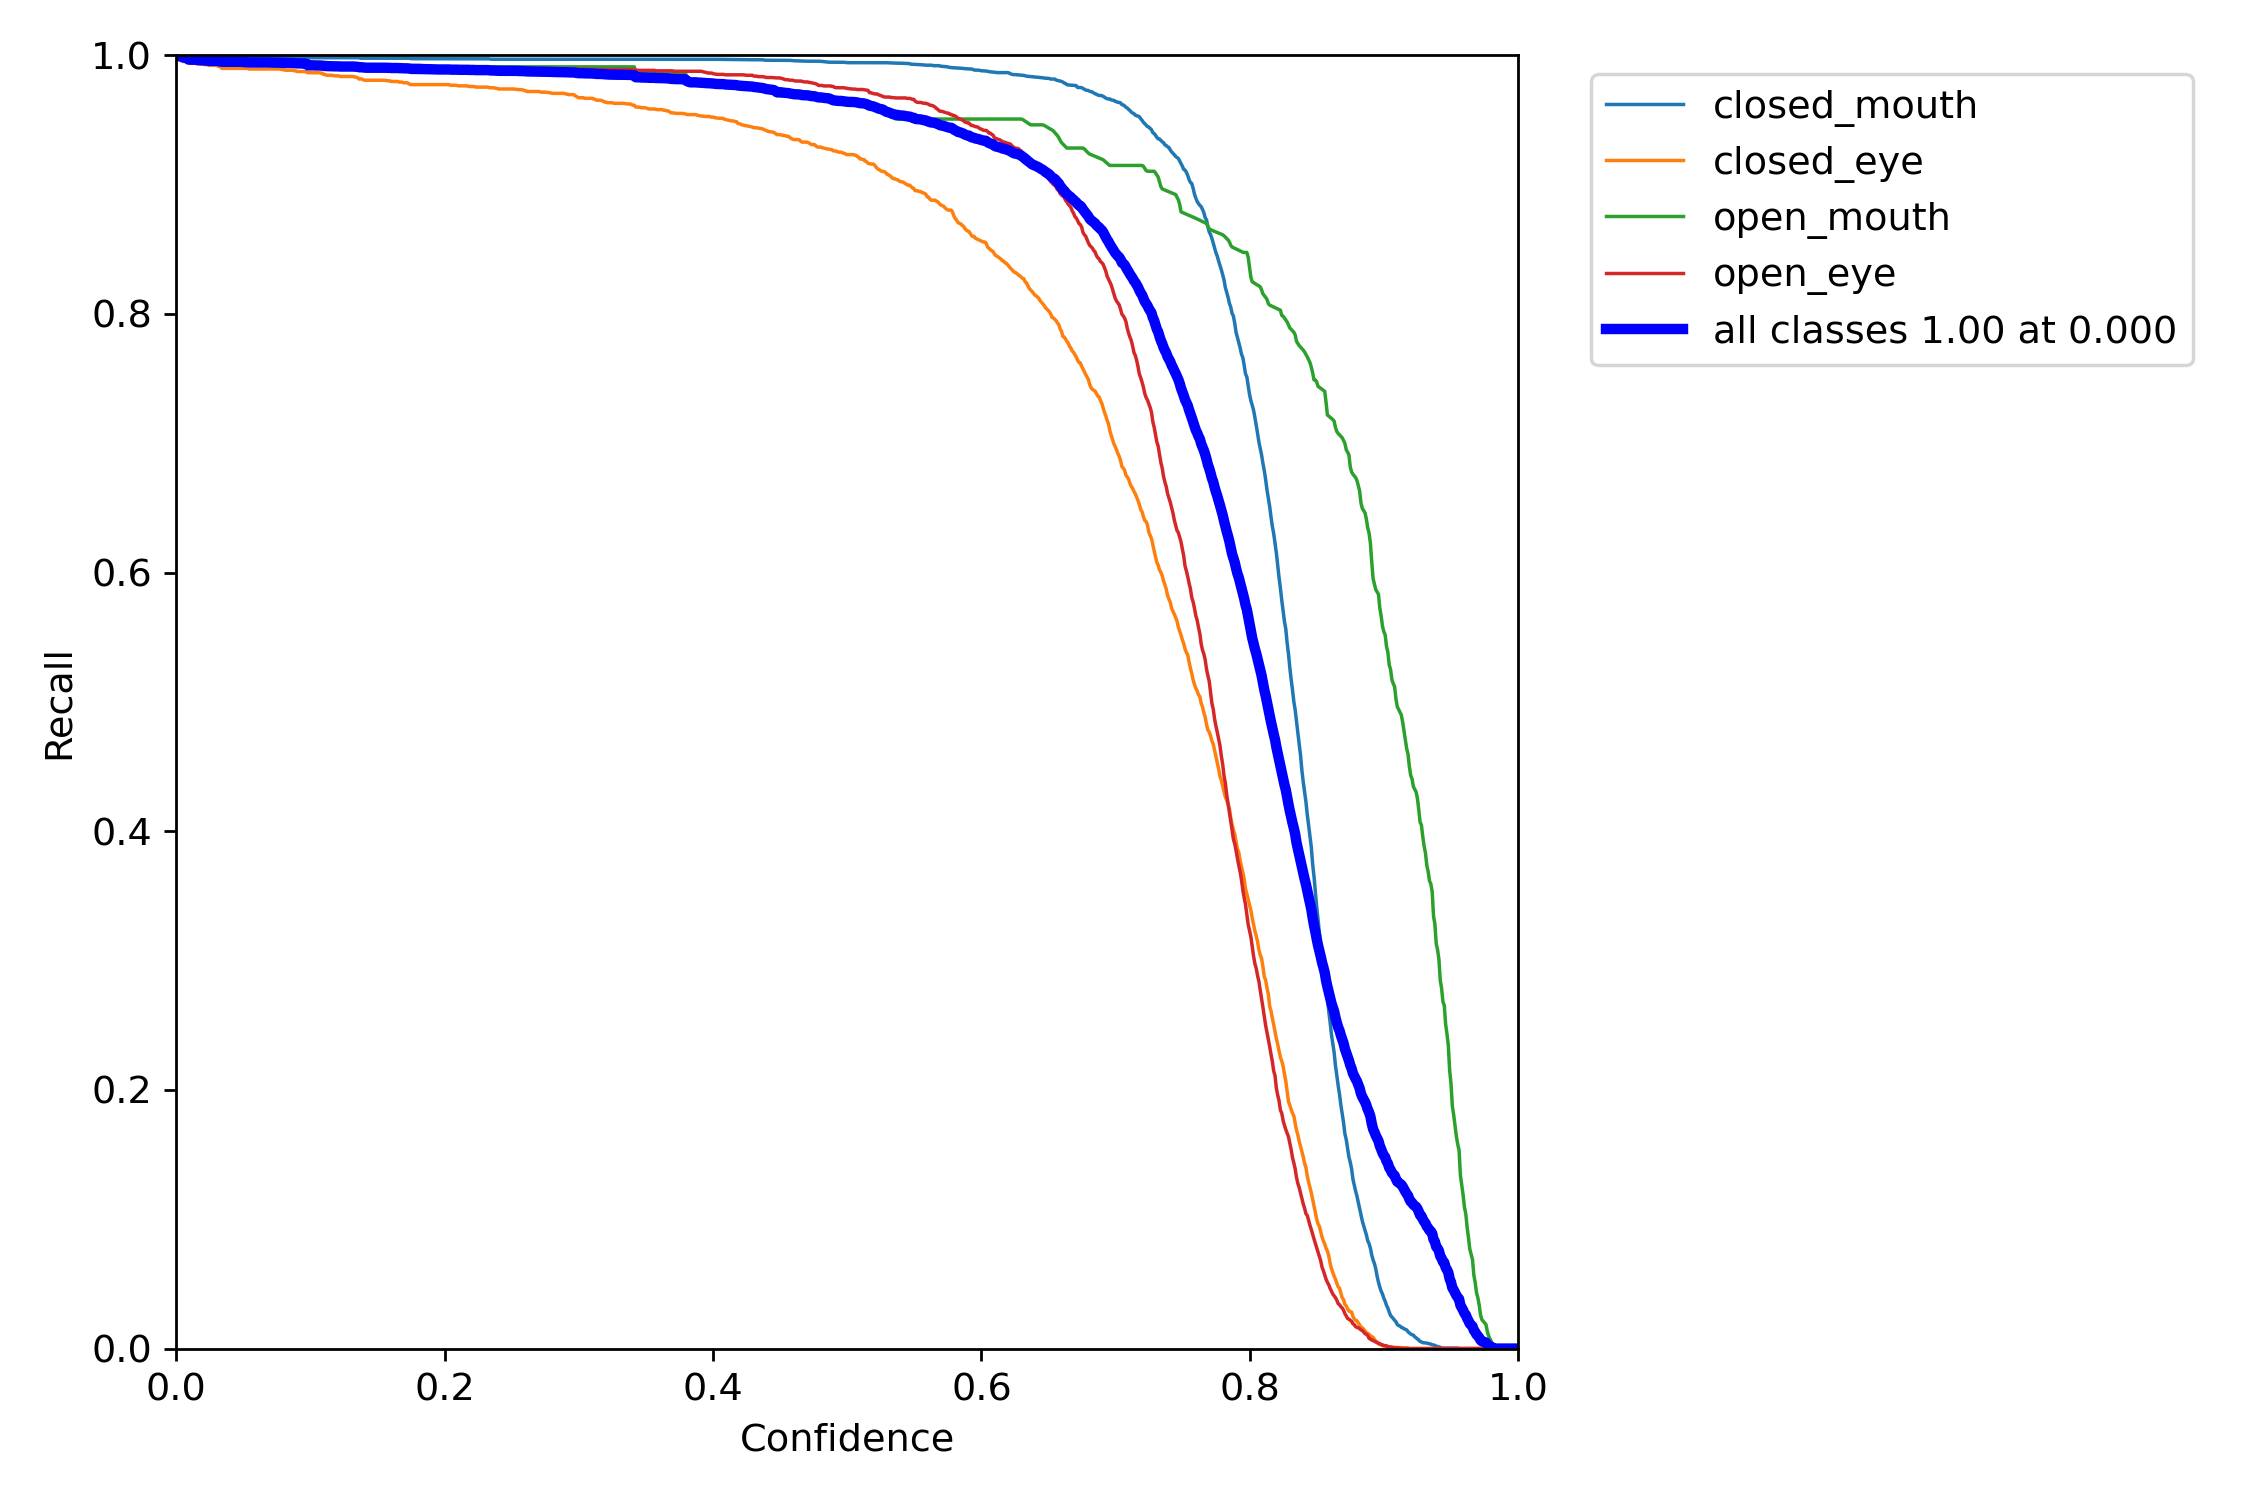 1.0
0.8
0.6
0.4
0.2
0.0
Recall
0.0 0.2 0.4 0.6 0.8 1.0
Confidence
closed_mouth
closed_eye
open_mouth
open_eye
all classes 1.00 at 0.000